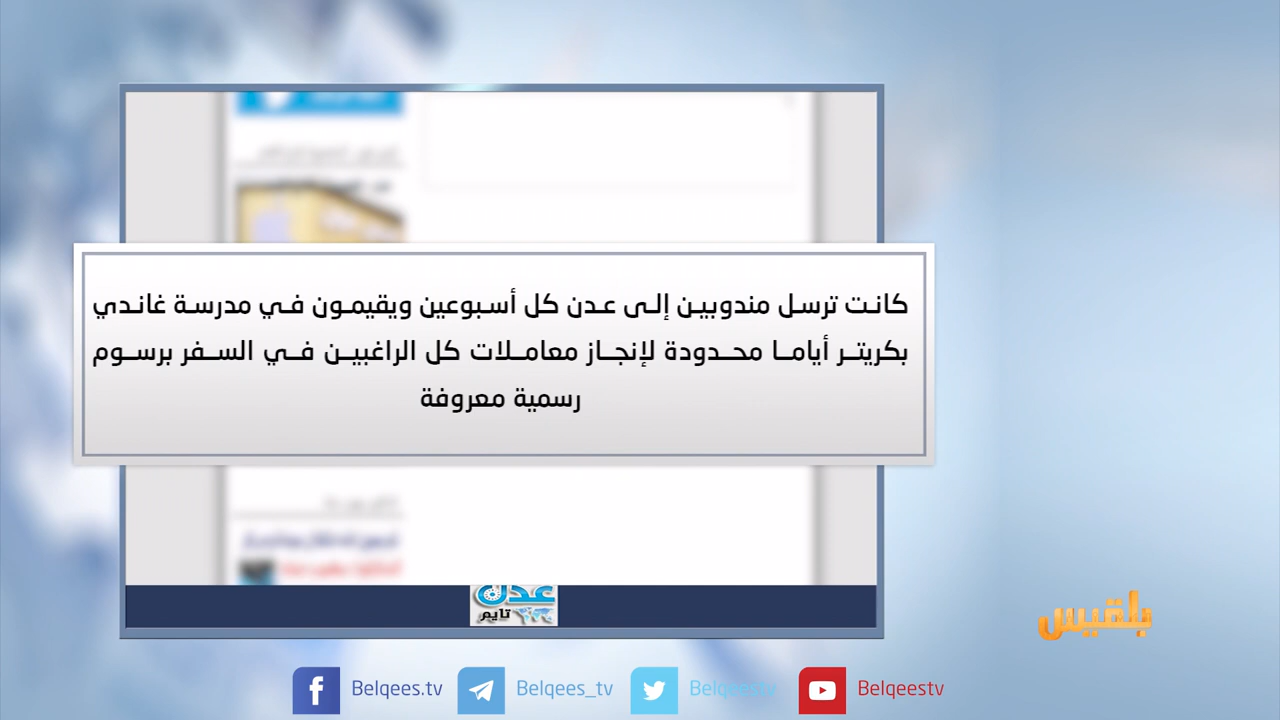 كانت ترسل مندوبين إلى عدن كل أسبوعين ويقيمون في مدرسة غاندي
بكريتر أياما محدودة لإنجاز معاملات كل الراغبين في السفر برسوم
رسمية معروفة
عدن
تايم
بلقيس
Belqees.tv
Belqees_tv
Belqeestv
Belqeestv